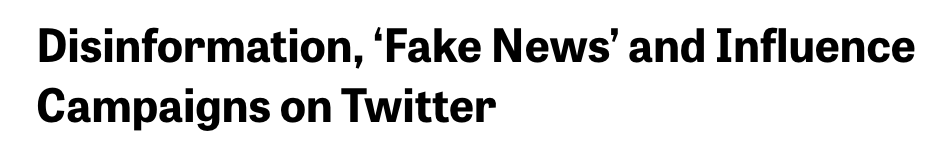 Disinformation, ‘Fake News’ and Influence
Campaigns on Twitter